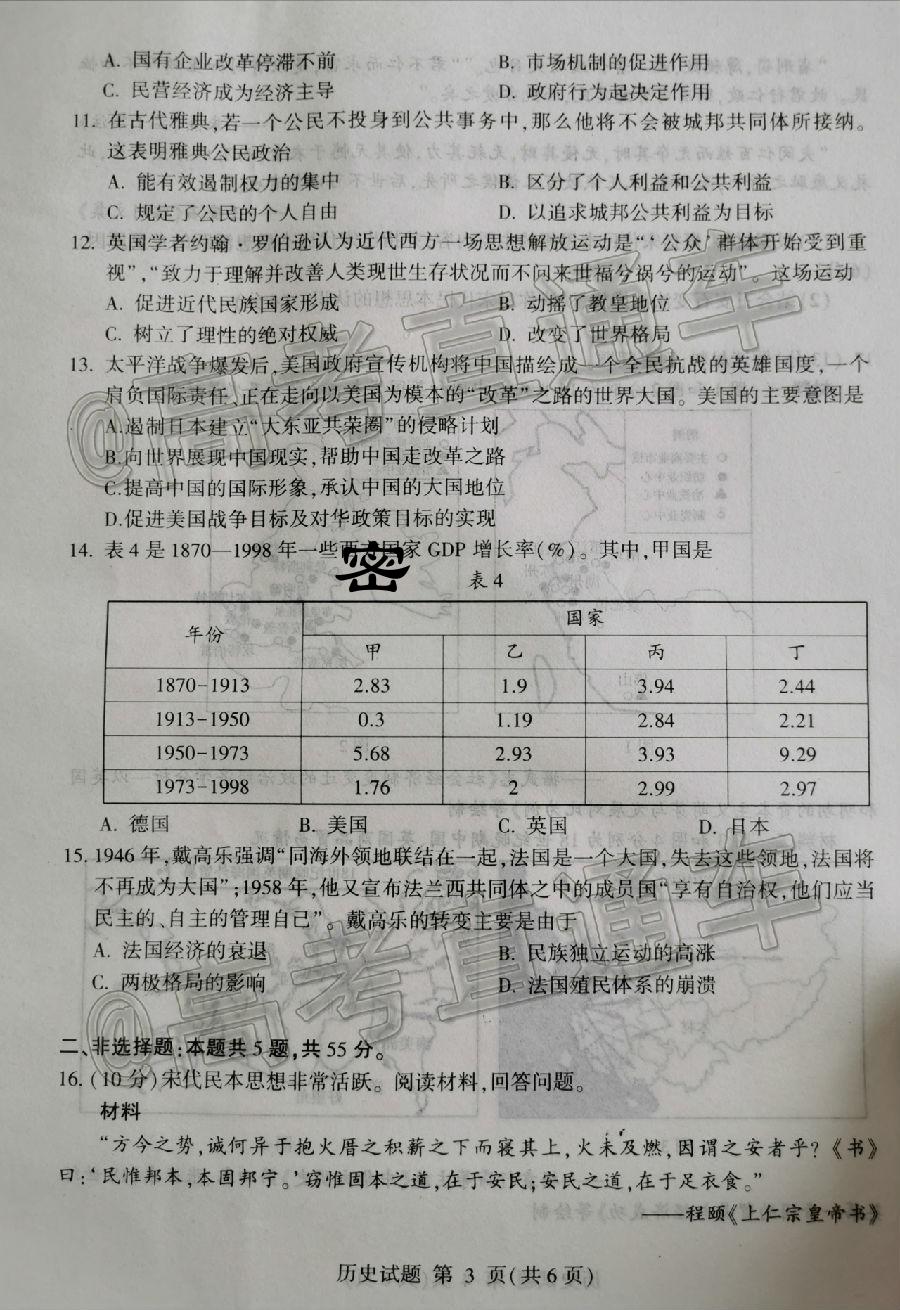 A. 国有企业改革停滞不前 B. 市场机制的促进作用
C. 民营经济成为经济主导 D. 政府行为起决定作用
11. 在古代雅典,若一个公民不投身到公共事务中,那么他将不会被城邦共同体所接纳。
这表明雅典公民政治
A. 能有效遏制权力的集中 B. 区分了个人利益和公共利益
C. 规定了公民的个人自由 D. 以追求城邦公共利益为目标
12. 英国学者约翰·罗伯逊认为近代西方一场思想解放运动是“‘公众’群体开始受到重
视”,“致力于理解并改善人类现世生存状况而不问来世福兮祸兮的运动”。这场运动
A. 促进近代民族国家形成 B. 动摇了教皇地位
C. 树立了理性的绝对权威 D. 改变了世界格局
13. 太平洋战争爆发后,美国政府宣传机构将中国描绘成一个全民抗战的英雄国度,一个
肩负国际责任,正在走向以美国为模本的“改革”之路的世界大国。美国的主要意图是
A.遏制日本建立“大东亚共荣圈”的侵略计划
B.向世界展现中国现实,帮助中国走改革之路
C.提高中国的国际形象,承认中国的大国地位
D.促进美国战争目标及对华政策目标的实现
14. 表4是1870—1998年一些 国家GDP增长率(%)。其中,甲国是
密
表4
年份 国家
甲 乙 丙 丁
1870-1913 2.83 1.9 3.94 2.44
1913-1950 0.3 1.19 2.84 2.21
1950-1973 5.68 2.93 3.93 9.29
1973-1998 1.76 2 2.99 2.97
A. 德国 B. 美国 C. 英国 D. 日本
15. 1946年,戴高乐强调“同海外领地联结在一起,法国是一个大国,失去这些领地,法国将
不再成为大国”;1958年,他又宣布法兰西共同体之中的成员国“享有自治权,他们应当
民主的、自主的管理自己”。戴高乐的转变主要是由于
A. 法国经济的衰退 B. 民族独立运动的高涨
C. 两极格局的影响 D. 法国殖民体系的崩溃
二、非选择题:本题共5题,共55分。
16. (10分)宋代民本思想非常活跃。阅读材料,回答问题。
材料
“方今之势,诚何异于抱火厝之积薪之下而寝其上,火未及燃,因谓之安者乎?《书》
曰:‘民惟邦本,本固邦宁。’窃惟固本之道,在于安民;安民之道,在于足衣食。”
——程颐《上仁宗皇帝书》
历史试题 第 3 页(共6页)
@高考直通车
@高考直通车